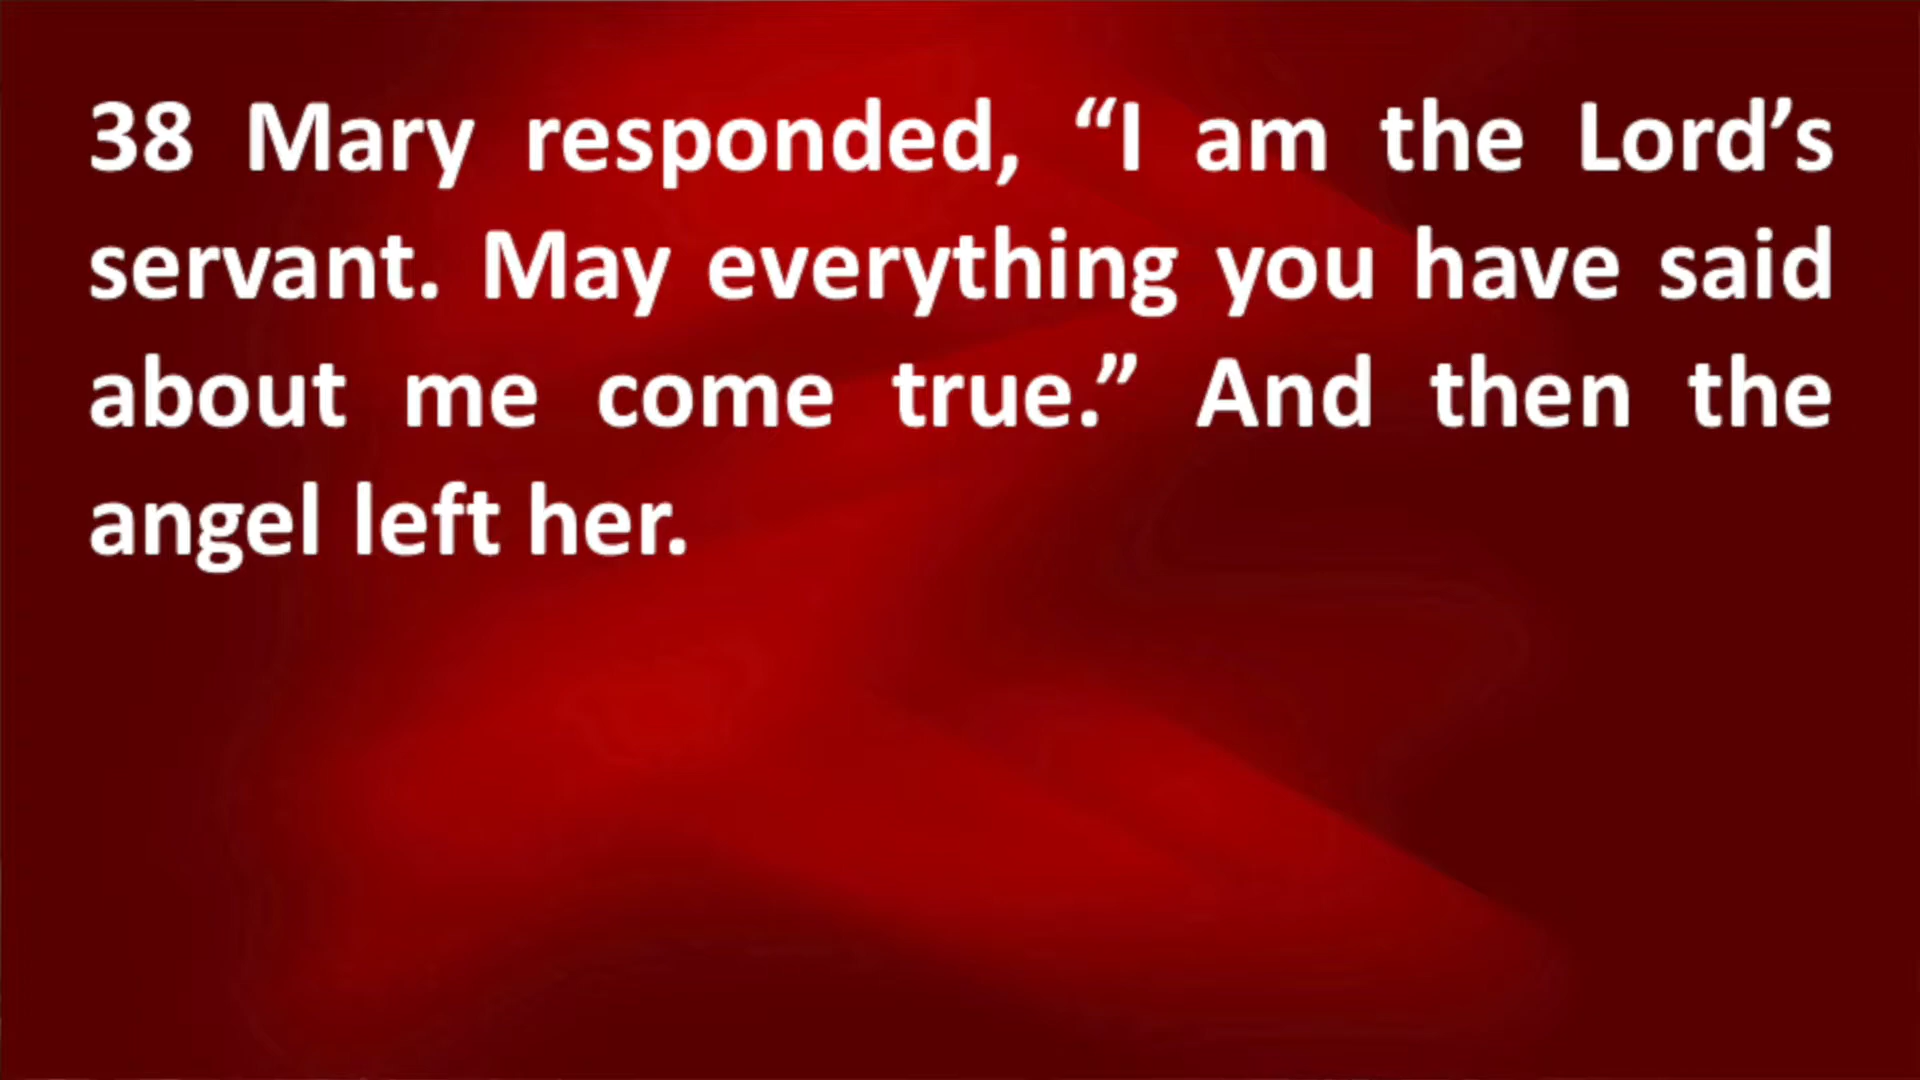 38 Mary responded, “I am the Lord’s
servant. May everything you have said
about me come true.” And then the
angel left her.